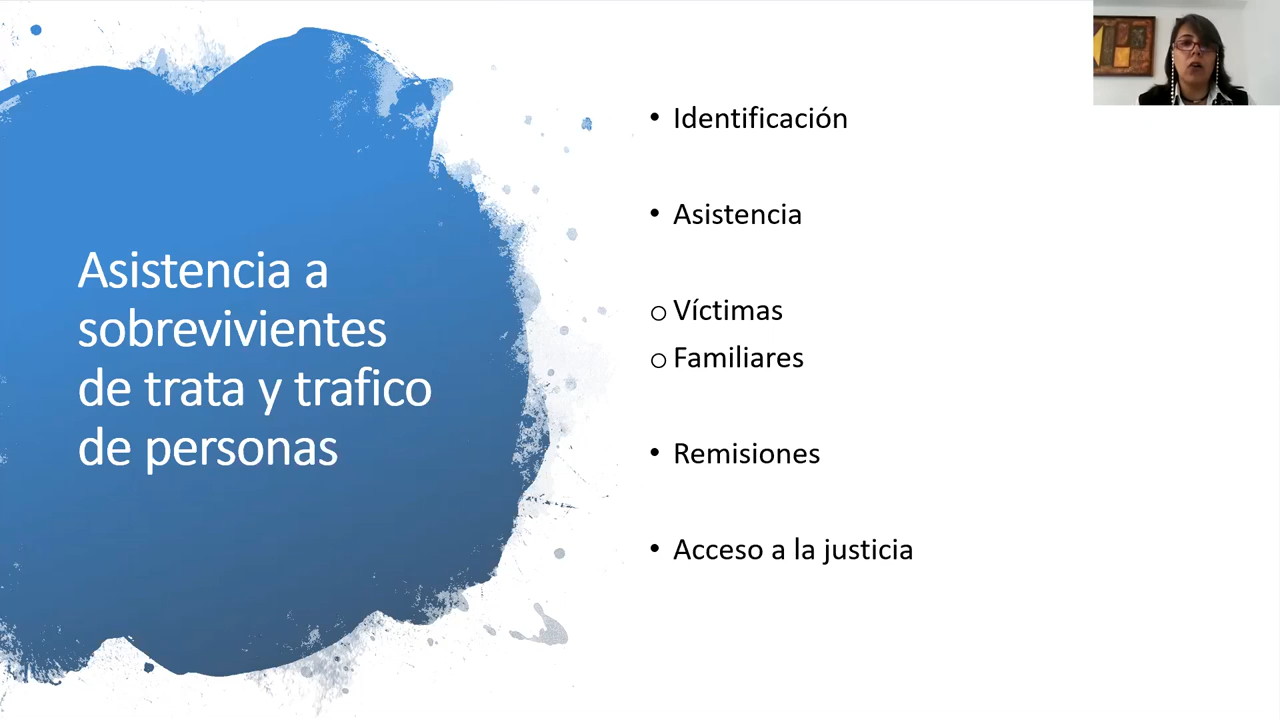 Asistencia a
sobrevivientes
de trata y trafico
de personas
• Identificación
• Asistencia
o Víctimas
o Familiares
• Remisiones
• Acceso a la justicia